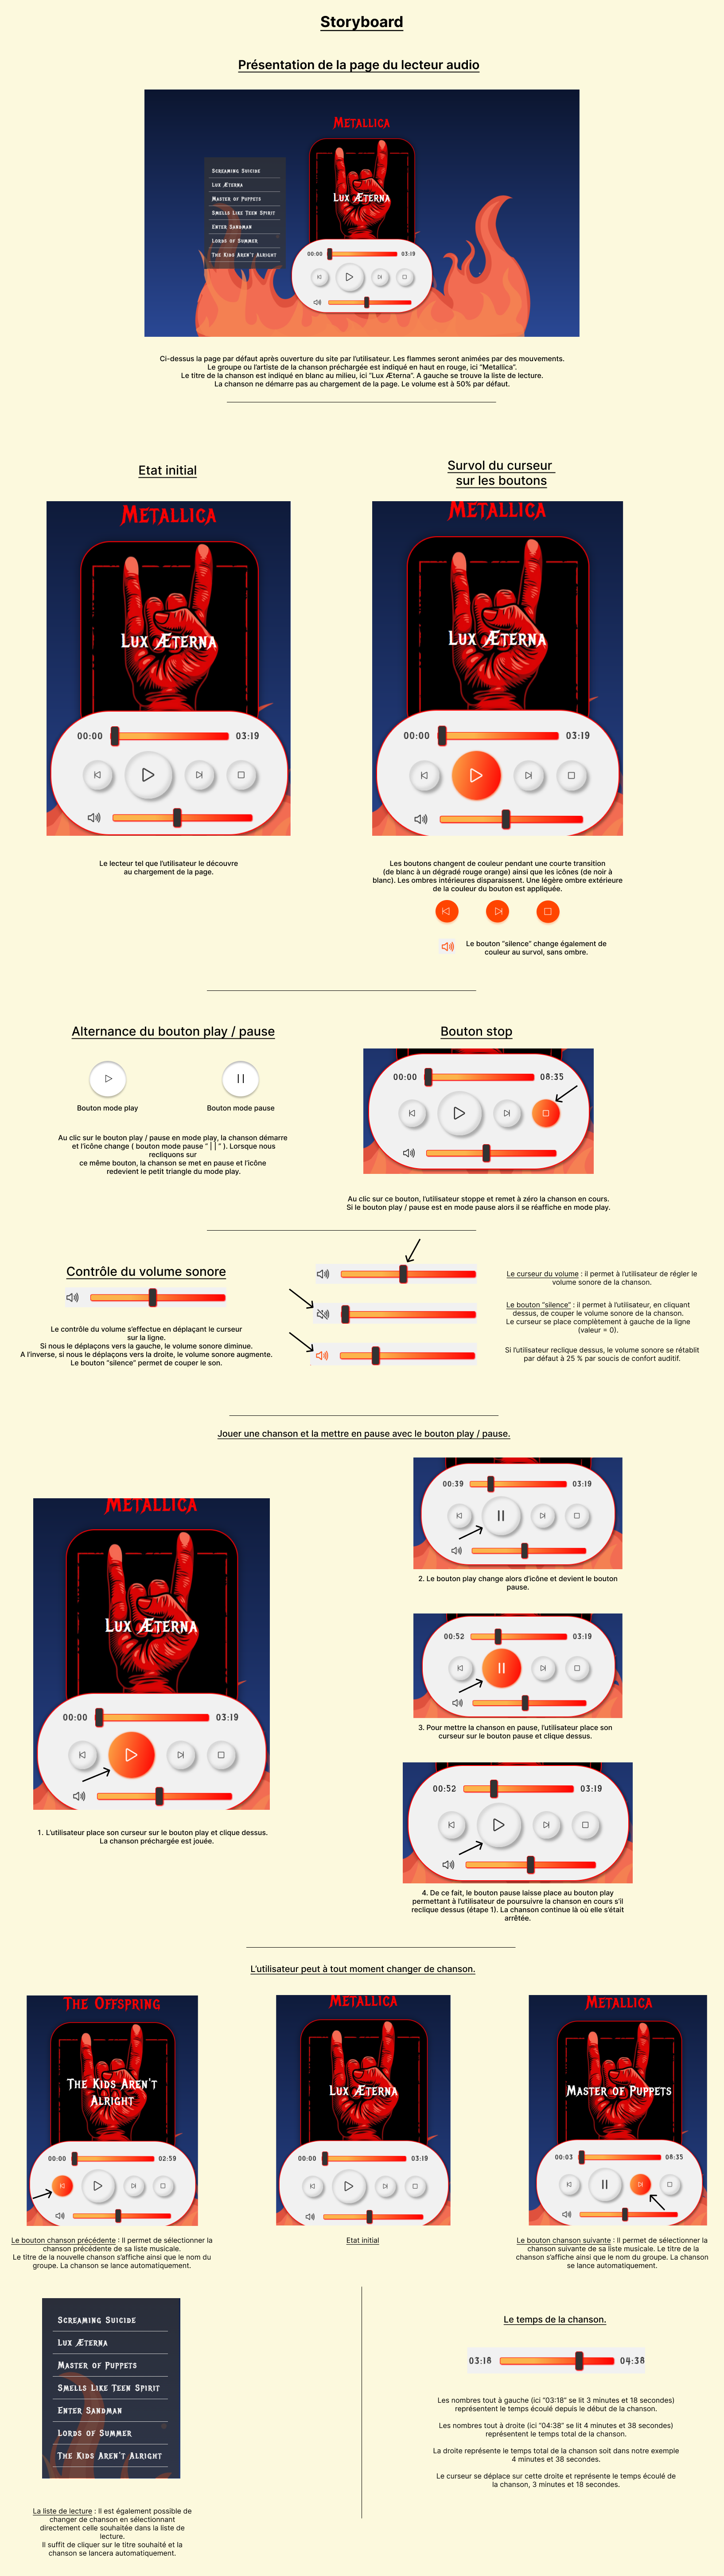 Storyboard
Présentation de la page du lecteur audio
Metallica
Screaming Suicide
Lux Æterna
Master of Puppets
Smells Like Teen Spirit
Enter Sandman
Lords of Summer
The Kids Aren't Alright
Lux Æterna
00:00
03:19
Ci-dessus la page par défaut après ouverture du site par l'utilisateur. Les flammes seront animées par des mouvements.
Le groupe ou l'artiste de la chanson préchargée est indiqué en haut en rouge, ici "Metallica".
Le titre de la chanson est indiqué en blanc au milieu, ici "Lux Æterna". A gauche se trouve la liste de lecture.
La chanson ne démarre pas au chargement de la page. Le volume est à 50% par défaut.
Etat initial
Metallica
Lux Æterna
00:00
03:19
Le lecteur tel que l'utilisateur le découvre
au chargement de la page.
Survol du curseur
sur les boutons
Metallica
Lux Æterna
00:00
03:19
Les boutons changent de couleur pendant une courte transition
(de blanc à un dégradé rouge orange) ainsi que les icônes (de noir à
blanc). Les ombres intérieures disparaissent. Une légère ombre extérieure
de la couleur du bouton est appliquée.
Le bouton "silence" change également de
couleur au survol, sans ombre.
Alternance du bouton play / pause
Bouton mode play
Bouton mode pause
Au clic sur le bouton play / pause en mode play, la chanson démarre
et l'icône change ( bouton mode pause " | | " ). Lorsque nous
recliquons sur
ce même bouton, la chanson se met en pause et l'icône
redevient le petit triangle du mode play.
Bouton stop
00:00
08:35
Au clic sur ce bouton, l'utilisateur stoppe et remet à zéro la chanson en cours.
Si le bouton play / pause est en mode pause alors il se réaffiche en mode play.
Contrôle du volume sonore
Le contrôle du volume s'effectue en déplaçant le curseur
sur la ligne.
Si nous le déplaçons vers la gauche, le volume sonore diminue.
A l'inverse, si nous le déplaçons vers la droite, le volume sonore augmente.
Le bouton "silence" permet de couper le son.
Le curseur du volume : il permet à l'utilisateur de régler le
volume sonore de la chanson.
Le bouton "silence" : il permet à l'utilisateur, en cliquant
dessus, de couper le volume sonore de la chanson.
Le curseur se place complètement à gauche de la ligne
(valeur = 0).
Si l'utilisateur reclique dessus, le volume sonore se rétablit
par défaut à 25 % par soucis de confort auditif.
Jouer une chanson et la mettre en pause avec le bouton play / pause.
Metallica
Lux Æterna
00:00
03:19
1. L'utilisateur place son curseur sur le bouton play et clique dessus.
La chanson préchargée est jouée.
00:39
03:19
2. Le bouton play change alors d'icône et devient le bouton
pause.
00:52
03:19
3. Pour mettre la chanson en pause, l'utilisateur place son
curseur sur le bouton pause et clique dessus.
00:52
03:19
4. De ce fait, le bouton pause laisse place au bouton play
permettant à l'utilisateur de poursuivre la chanson en cours s'il
reclique dessus (étape 1). La chanson continue là où elle s'était
arrêtée.
L'utilisateur peut à tout moment changer de chanson.
The Offspring
The Kids Aren't
Alright
00:00
02:59
Le bouton chanson précédente : Il permet de sélectionner la
chanson précédente de sa liste musicale.
Le titre de la nouvelle chanson s'affiche ainsi que le nom du
groupe. La chanson se lance automatiquement.
Metallica
Lux Æterna
00:00
03:19
Etat initial
Metallica
Master of Puppets
00:03
08:35
Le bouton chanson suivante : Il permet de sélectionner la
chanson suivante de sa liste musicale. Le titre de la
chanson s'affiche ainsi que le nom du groupe. La chanson
se lance automatiquement.
Screaming Suicide
Lux Æterna
Master of Puppets
Smells Like Teen Spirit
Enter Sandman
Lords of Summer
The Kids Aren't Alright
La liste de lecture : Il est également possible de
changer de chanson en sélectionnant
directement celle souhaitée dans la liste de
lecture.
Il suffit de cliquer sur le titre souhaité et la
chanson se lancera automatiquement.
Le temps de la chanson.
03:18
04:38
Les nombres tout à gauche (ici "03:18" se lit 3 minutes et 18 secondes)
représentent le temps écoulé depuis le début de la chanson.
Les nombres tout à droite (ici "04:38" se lit 4 minutes et 38 secondes)
représentent le temps total de la chanson.
La droite représente le temps total de la chanson soit dans notre exemple
4 minutes et 38 secondes.
Le curseur se déplace sur cette droite et représente le temps écoulé de
la chanson, 3 minutes et 18 secondes.